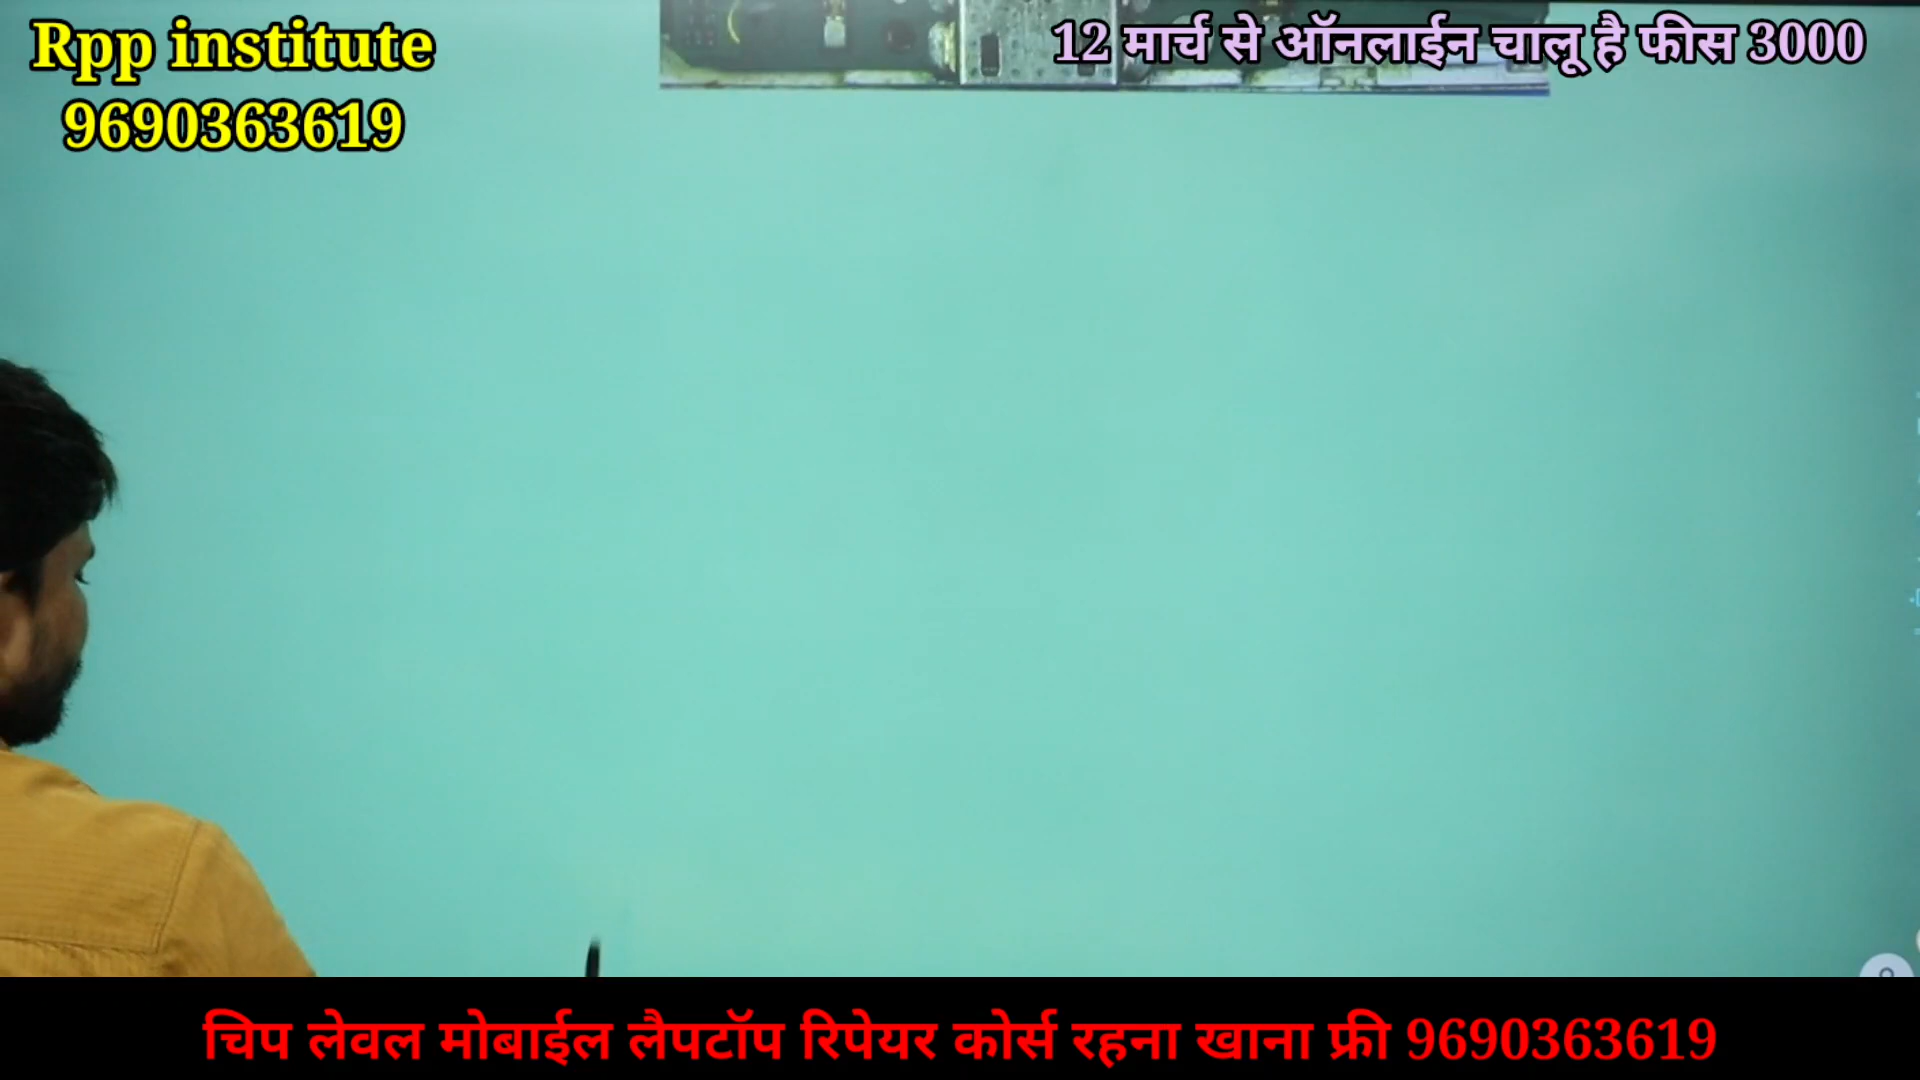 Rpp institute
9690363619
12 मार्च से ऑनलाईन चालू है फीस 3000
चिप लेवल मोबाईल लैपटॉप रिपेयर कोर्स रहना खाना फ्री 9690363619